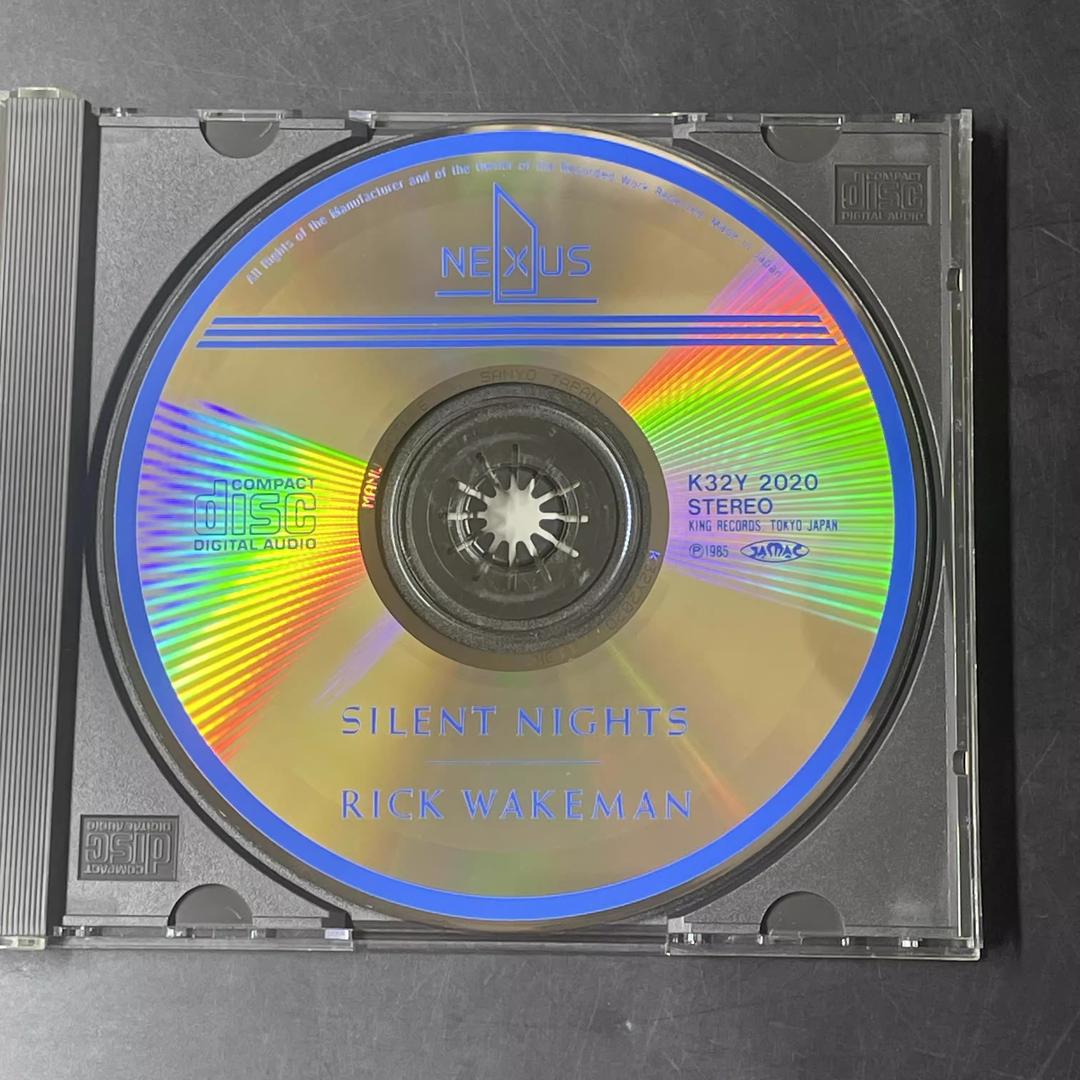 All Rights of the Manufacturer and of the Owner of the Recorded Work Reserved. Made in Japan
NEXUS
COMPACT
disc
DIGITAL AUDIO
SANYO JAPAN
COMPACT
disc
DIGITAL AUDIO
K32Y 2020
STEREO
KING RECORDS, TOKYO JAPAN
Ⓟ1985 JASRAC
SILENT NIGHTS
RICK WAKEMAN
COMPACT
disc
DIGITAL AUDIO